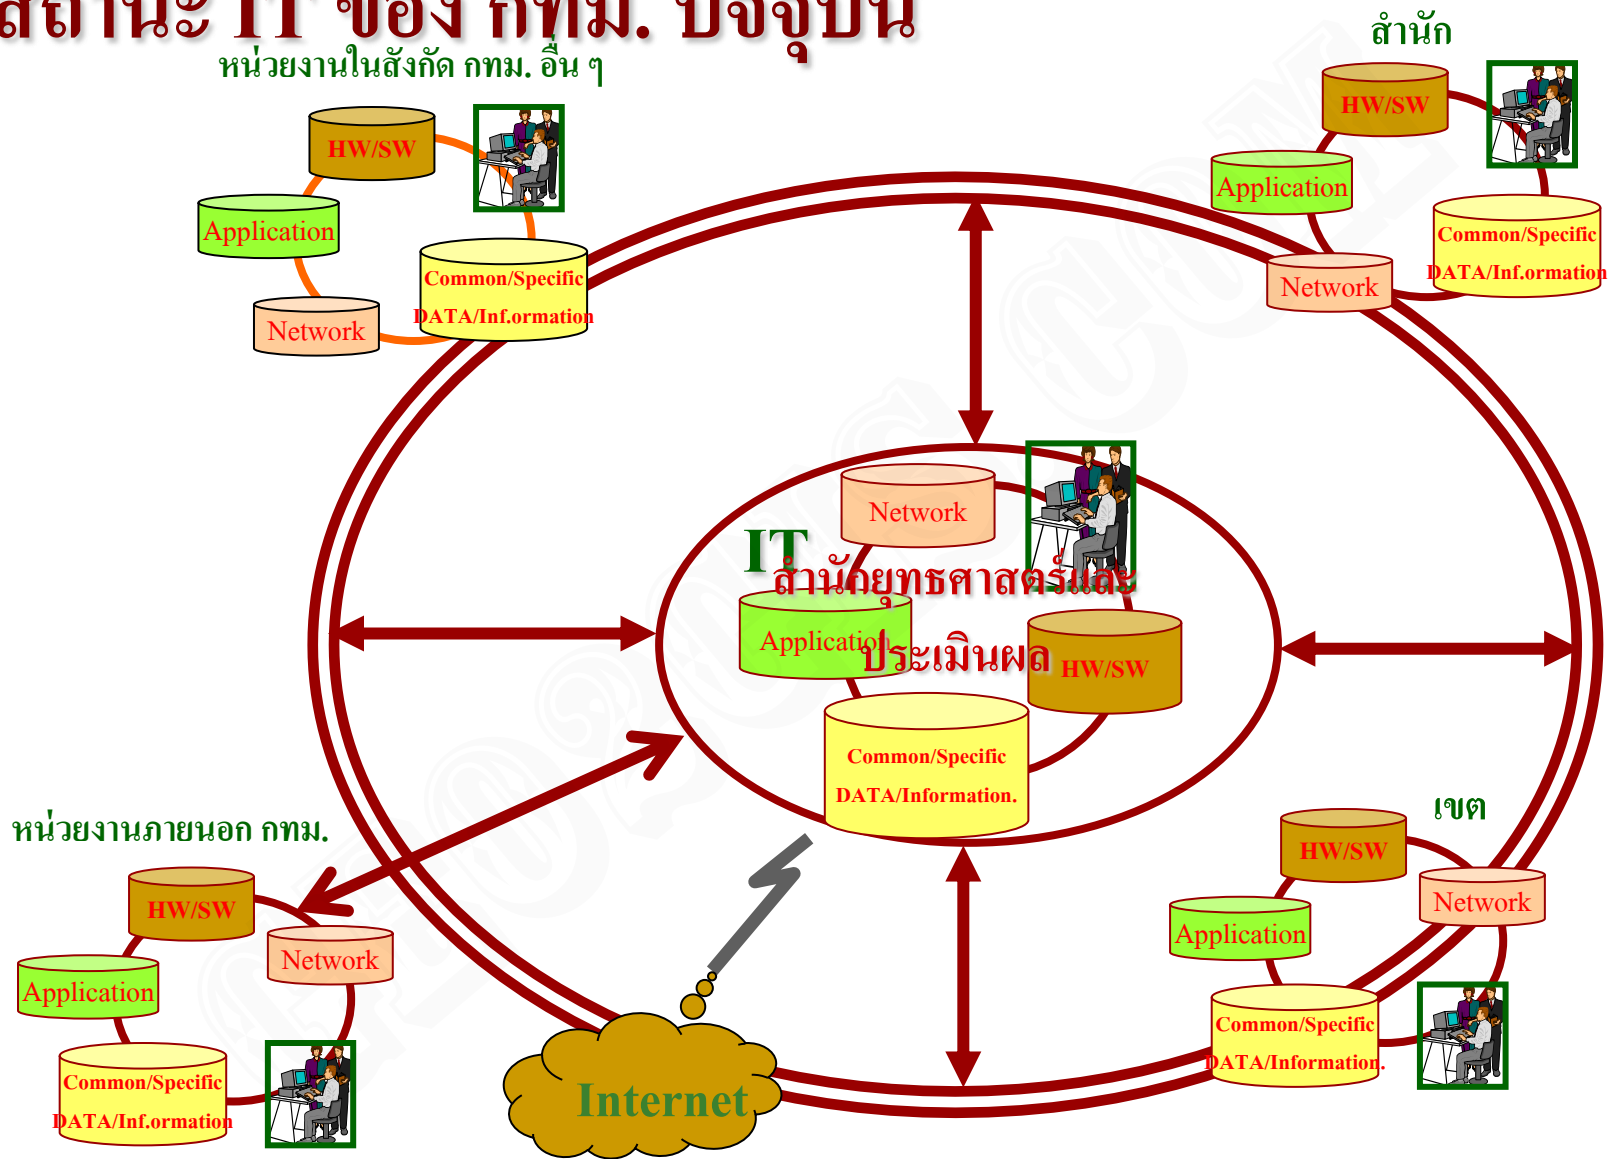 สถานะ IT ของ กทม. ปัจจุบัน
หน่วยงานในสังกัด กทม. อื่น ๆ
HW/SW
Application
Common/Specific
DATA/Inf.ormation
Network
สำนัก
HW/SW
Application
Common/Specific
DATA/Inf.ormation
Network
Network
IT
สำนักยุทธศาสตร์และ
ประเมินผล
Application
HW/SW
Common/Specific
DATA/Information.
หน่วยงานภายนอก กทม.
HW/SW
Network
Application
Common/Specific
DATA/Inf.ormation
เขต
HW/SW
Network
Application
Common/Specific
DATA/Information.
Internet